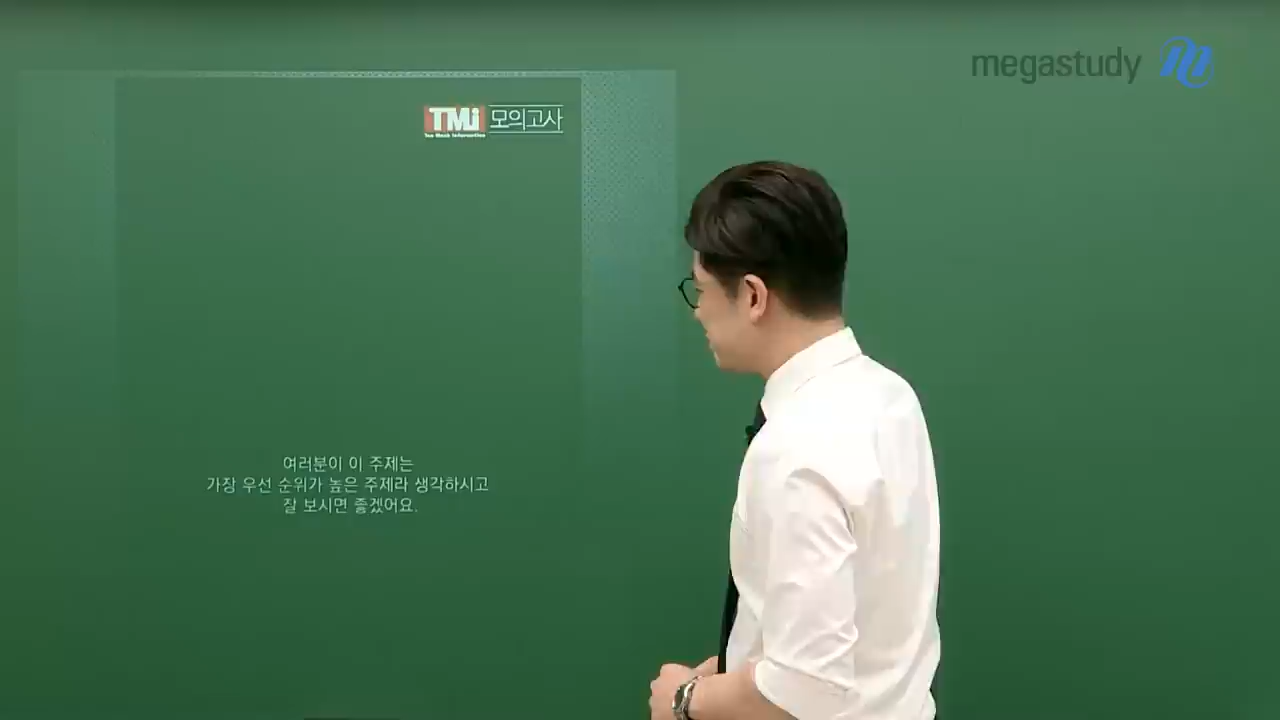 megastudy
TMi 모의고사
Too Much Information
여러분이 이 주제는
가장 우선 순위가 높은 주제라 생각하시고
잘 보시면 좋겠어요.